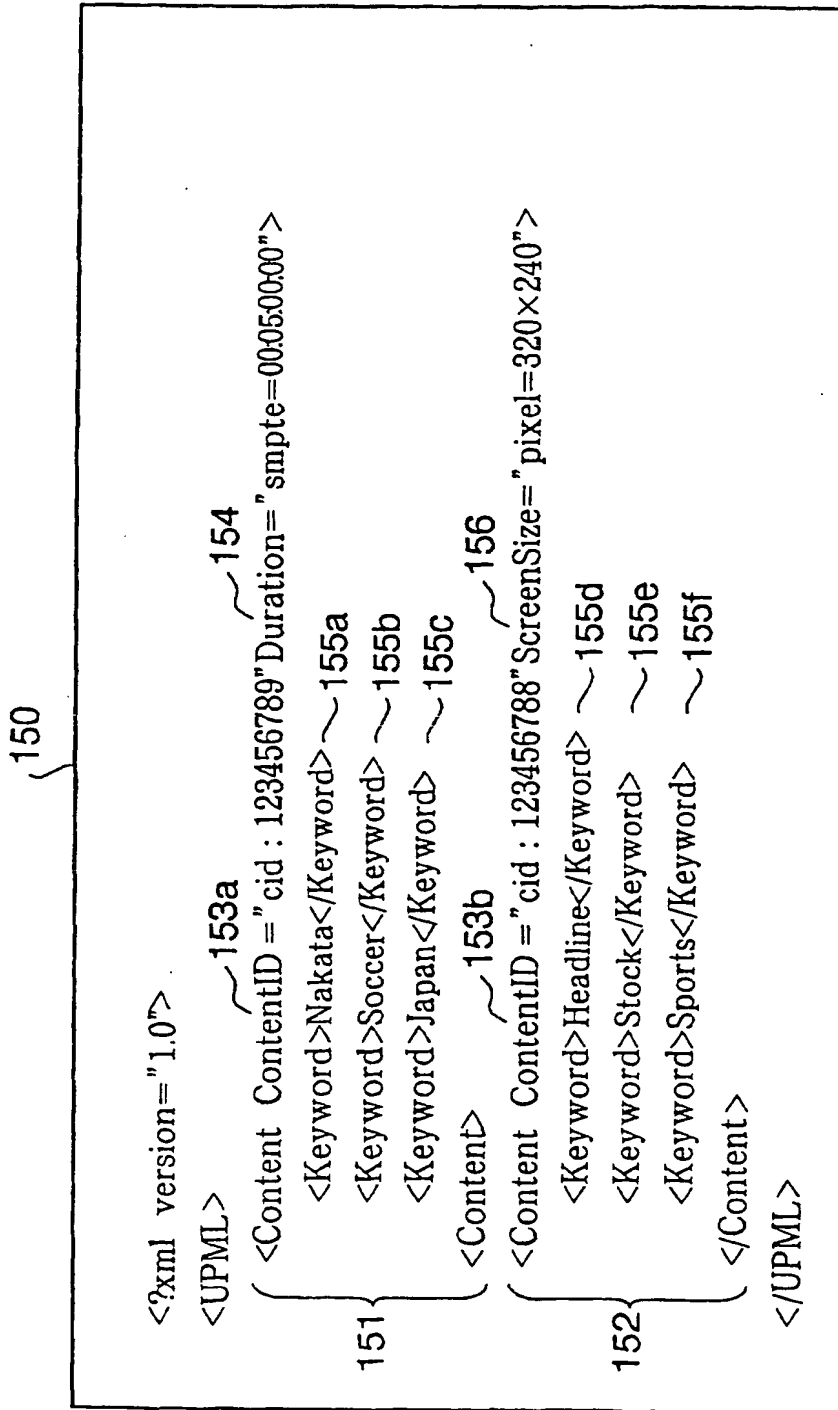 150
<?xml version="1.0">
<UPML>
153a 154
<Content ContentID="cid : 123456789"Duration="smpte=00:05:00:00">
<Keyword>Nakata</Keyword> 155a
151 <Keyword>Soccer</Keyword> 155b
<Keyword>Japan</Keyword> 155c
<Content> 153b 156
<Content ContentID="cid : 123456788"ScreenSize="pixel=320×240">
<Keyword>Headline</Keyword> 155d
152 <Keyword>Stock</Keyword> 155e
<Keyword>Sports</Keyword> 155f
</Content>
</UPML>